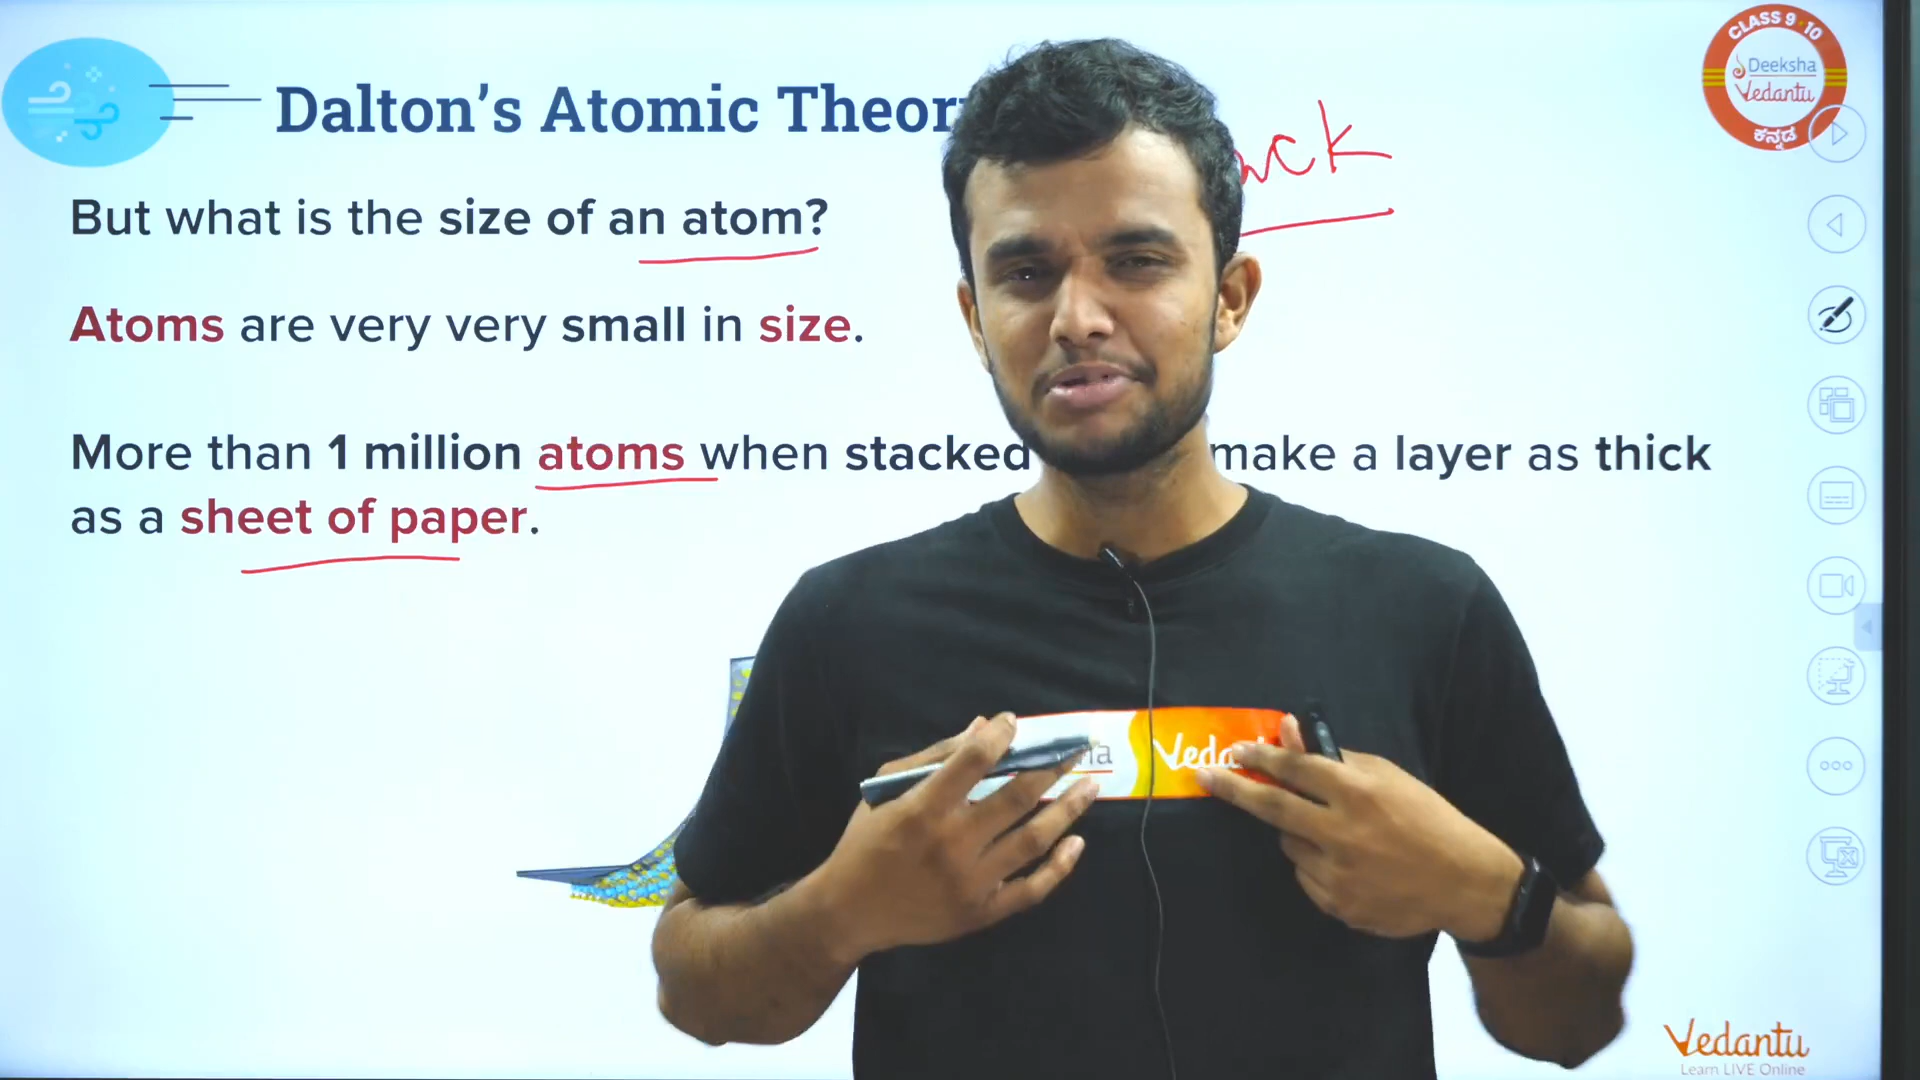 CLASS 9·10
Deeksha
Vedantu
ಕನ್ನಡ
Dalton's Atomic Theor
But what is the size of an atom?
Atoms are very very small in size.
More than 1 million atoms when stacked make a layer as thick
as a sheet of paper.
Vedantu
Learn LIVE Online